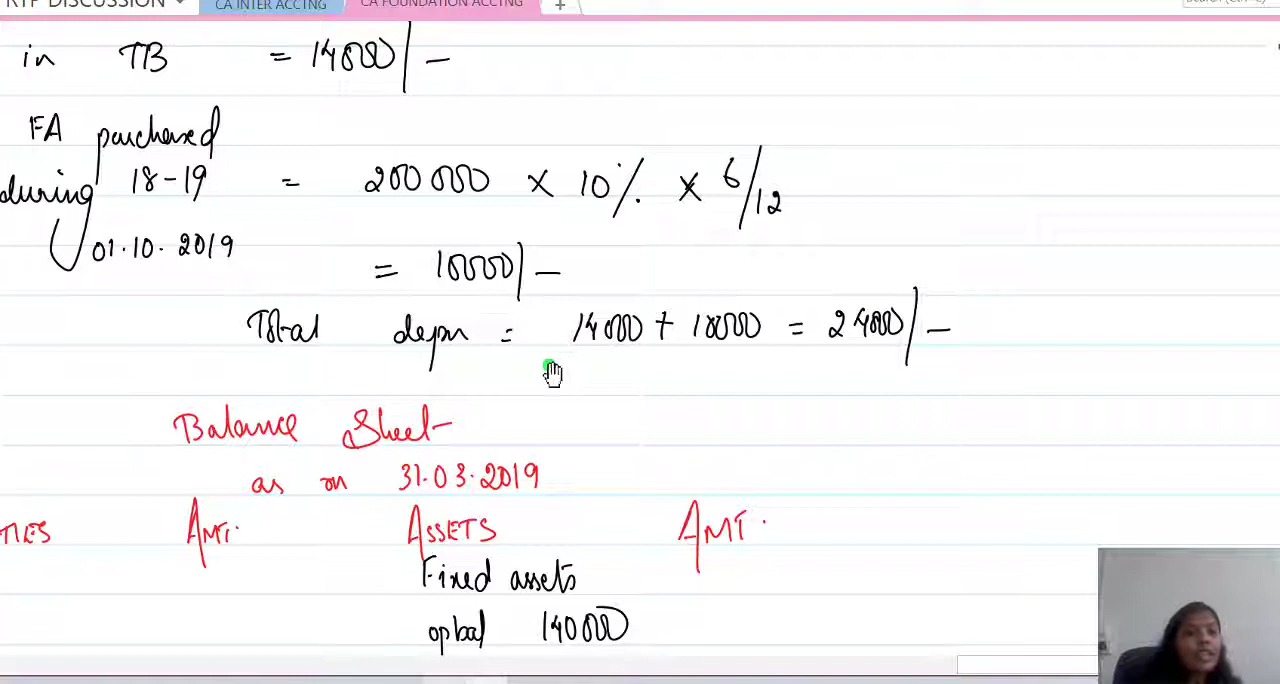 RTP DISCUSSION CA INTER ACCTNG CA FOUNDATION ACCTNG +
in TB = 14000/-
FA purchased
during 18-19 = 200000 × 10% × 6/12
01.10.2019
= 10000/-
Total depn = 14000 + 10000 = 24000/-
Balance Sheet
as on 31.03.2019
TIES AMT. ASSETS AMT.
Fixed assets
opbal 140000